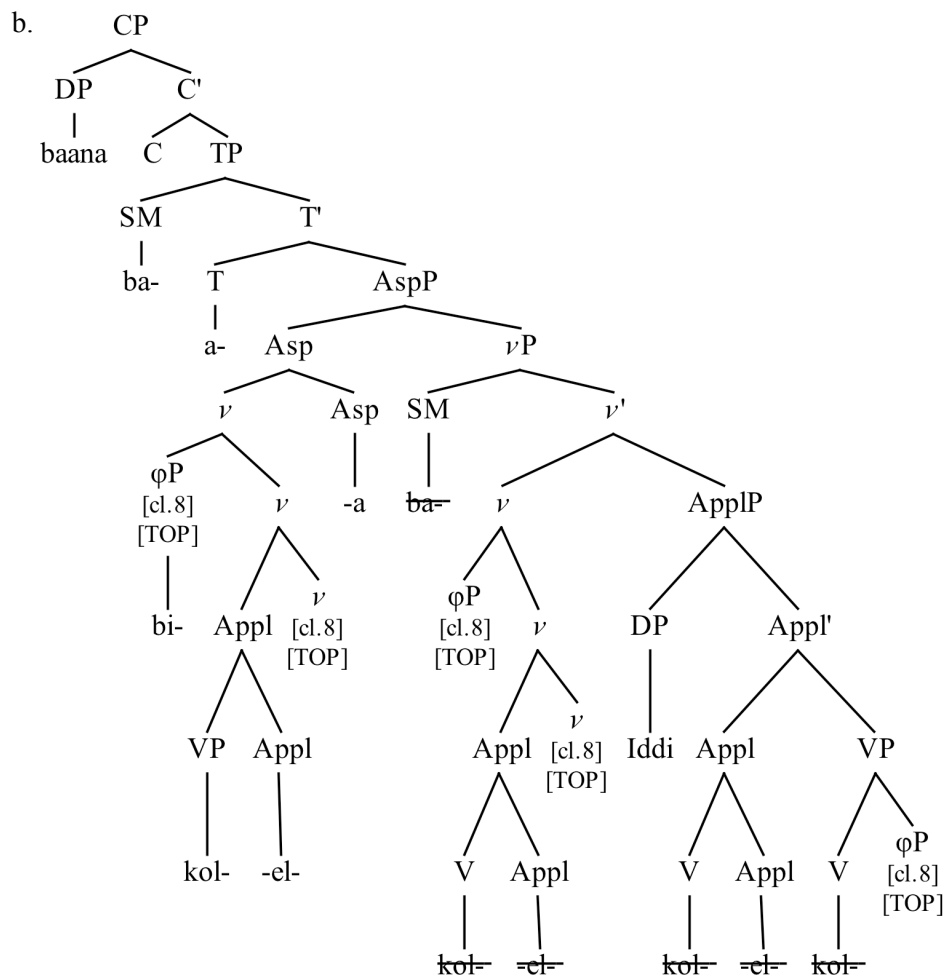 b. CP
DP C'
baana C TP
SM T'
ba- T AspP
a- Asp νP
ν Asp SM ν'
φP ν -a ba- ν ApplP
[cl.8]
[TOP]
bi- Appl ν φP ν DP Appl'
[cl.8] [cl.8]
[TOP] [TOP]
VP Appl Appl ν Iddi Appl VP
[cl.8]
[TOP]
kol- -el- V Appl V Appl V φP
[cl.8]
[TOP]
kol- -el- kol- -el- kol-